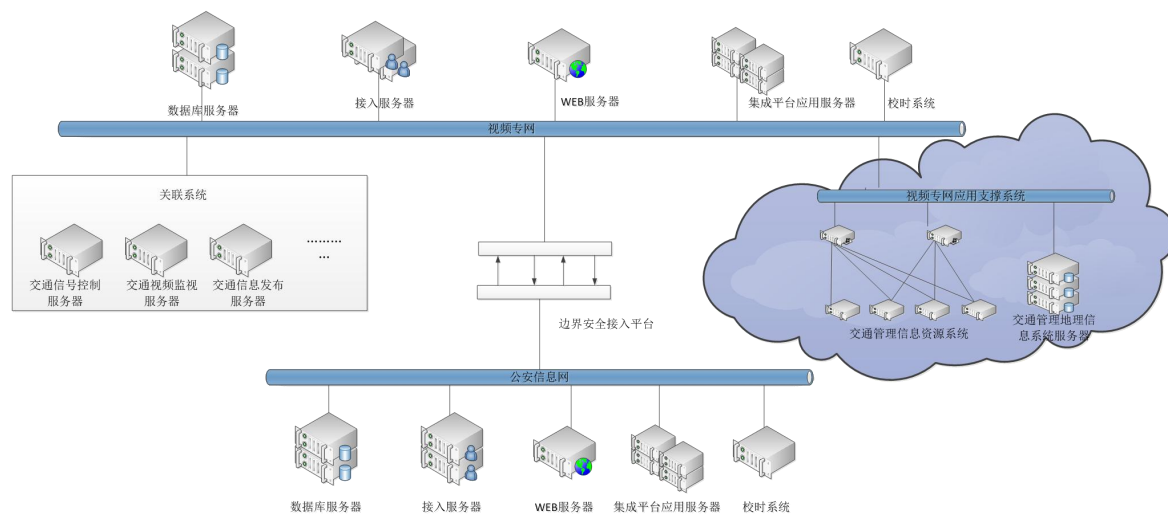 数据库服务器
接入服务器
WEB服务器
集成平台应用服务器
校时系统
视频专网
关联系统
交通信号控制
服务器
交通视频监视
服务器
交通信息发布
服务器
………
…
视频专网应用支撑系统
交通管理信息资源系统
交通管理地理信
息系统服务器
边界安全接入平台
公安信息网
数据库服务器
接入服务器
WEB服务器
集成平台应用服务器
校时系统